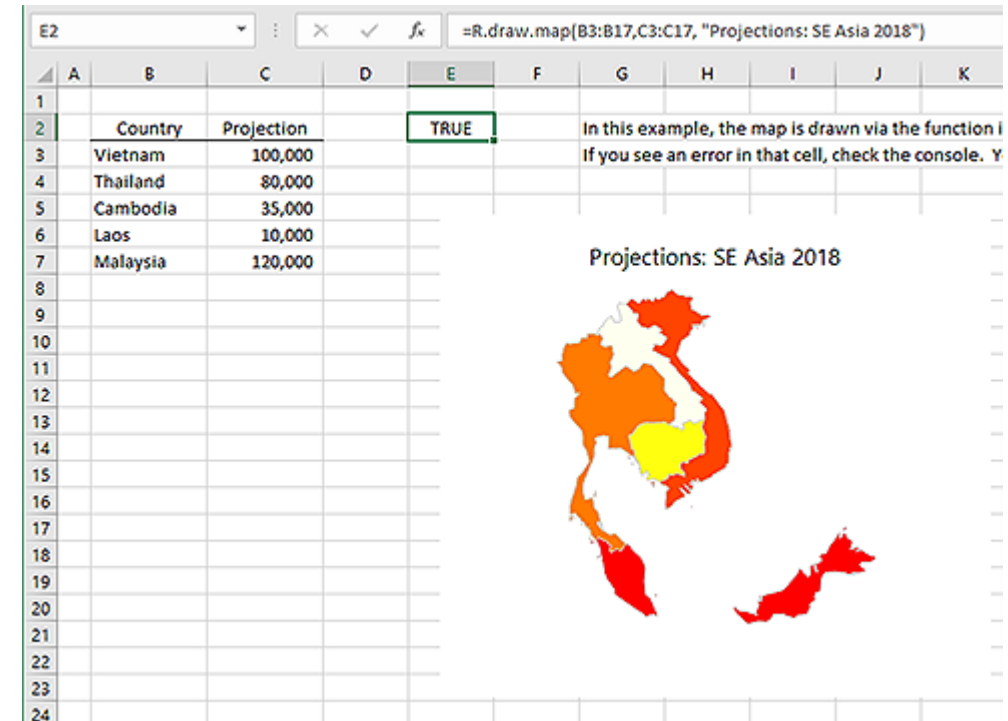 E2 fx =R.draw.map(B3:B17,C3:C17, "Projections: SE Asia 2018")
A B C D E F G H I J K
1
2 Country Projection TRUE In this example, the map is drawn via the function
3 Vietnam 100,000 If you see an error in that cell, check the console.
4 Thailand 80,000
5 Cambodia 35,000
6 Laos 10,000
7 Malaysia 120,000
Projections: SE Asia 2018
8
9
10
11
12
13
14
15
16
17
18
19
20
21
22
23
24